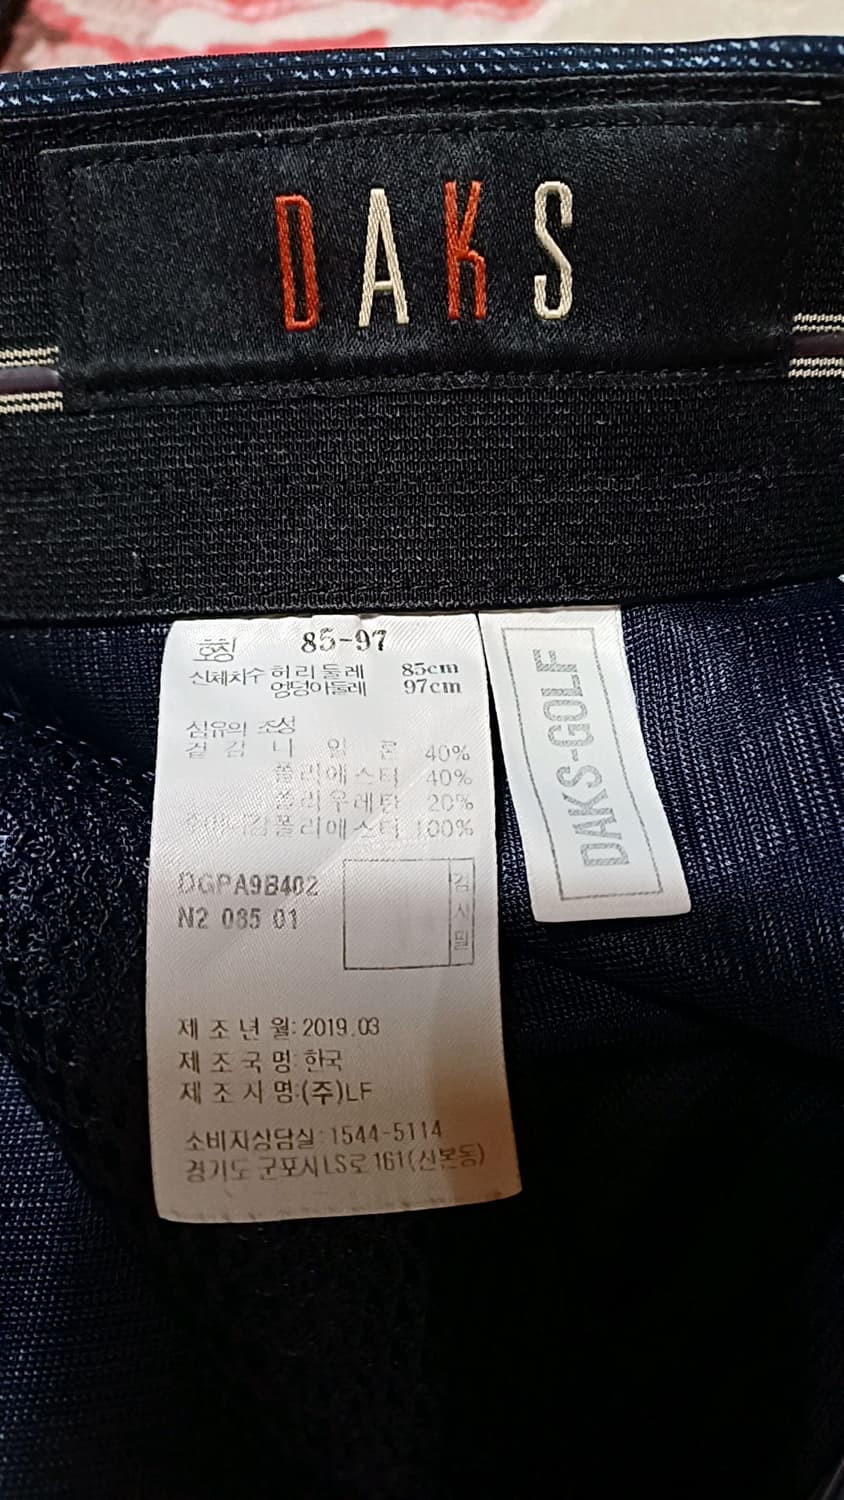 DAKS
호칭 85-97
신체치수 허리둘레 85cm
엉덩이둘레 97cm
섬유의 조성
겉감 나일론 40%
폴리에스터 40%
폴리우레탄 20%
폴리에스터 100%
DGPA9B402
N2 085 01
검사필
제조년월: 2019.03
제조국명: 한국
제조사명:(주)LF
소비자상담실: 1544-5114
경기도 군포시LS로 161(산본동)
DAKS-GOLF